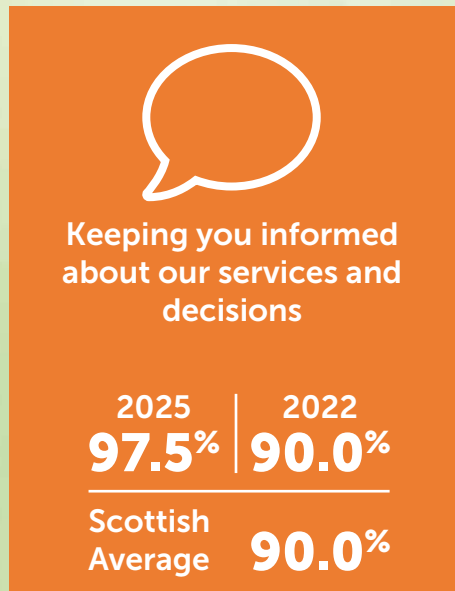 Keeping you informed
about our services and
decisions
2025 2022
97.5% 90.0%
Scottish
Average 90.0%